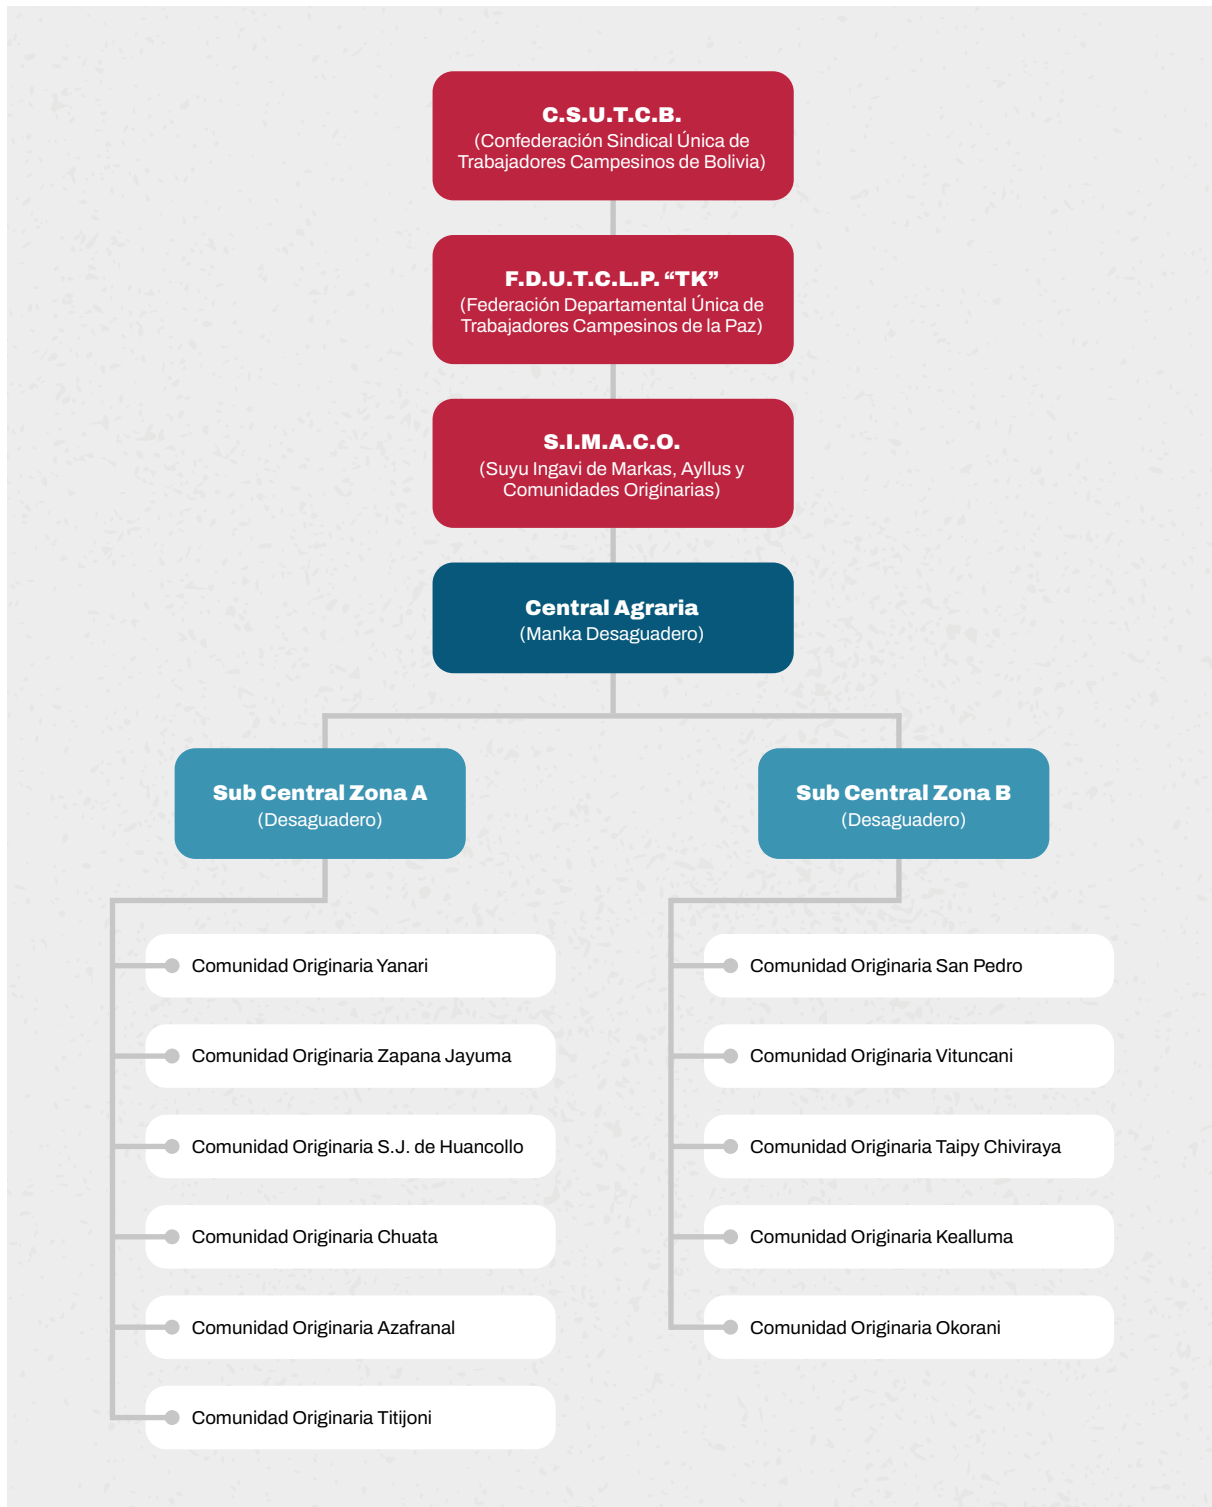 C.S.U.T.C.B.
(Confederación Sindical Única de
Trabajadores Campesinos de Bolivia)
F.D.U.T.C.L.P. “TK”
(Federación Departamental Única de
Trabajadores Campesinos de la Paz)
S.I.M.A.C.O.
(Suyu Ingavi de Markas, Ayllus y
Comunidades Originarias)
Central Agraria
(Manka Desaguadero)
Sub Central Zona A
(Desaguadero)
Comunidad Originaria Yanari
Comunidad Originaria Zapana Jayuma
Comunidad Originaria S.J. de Huancollo
Comunidad Originaria Chuata
Comunidad Originaria Azafranal
Comunidad Originaria Titijoni
Sub Central Zona B
(Desaguadero)
Comunidad Originaria San Pedro
Comunidad Originaria Vituncani
Comunidad Originaria Taipy Chiviraya
Comunidad Originaria Kealluma
Comunidad Originaria Okorani